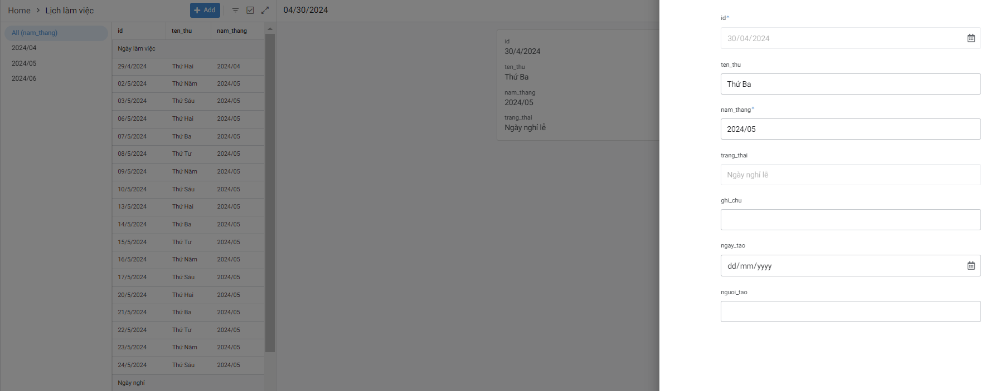 Home > Lịch làm việc
Add
04/30/2024
All (nam_thang)
2024/04
2024/05
2024/06
id ten_thu nam_thang
Ngày làm việc
29/4/2024 Thứ Hai 2024/04
02/5/2024 Thứ Năm 2024/05
03/5/2024 Thứ Sáu 2024/05
06/5/2024 Thứ Hai 2024/05
07/5/2024 Thứ Ba 2024/05
08/5/2024 Thứ Tư 2024/05
09/5/2024 Thứ Năm 2024/05
10/5/2024 Thứ Sáu 2024/05
13/5/2024 Thứ Hai 2024/05
14/5/2024 Thứ Ba 2024/05
15/5/2024 Thứ Tư 2024/05
16/5/2024 Thứ Năm 2024/05
17/5/2024 Thứ Sáu 2024/05
20/5/2024 Thứ Hai 2024/05
21/5/2024 Thứ Ba 2024/05
22/5/2024 Thứ Tư 2024/05
23/5/2024 Thứ Năm 2024/05
24/5/2024 Thứ Sáu 2024/05
Ngày nghỉ
id
30/4/2024
ten_thu
Thứ Ba
nam_thang
2024/05
trang_thai
Ngày nghỉ lễ
id*
30/04/2024
ten_thu
Thứ Ba
nam_thang*
2024/05
trang_thai
Ngày nghỉ lễ
ghi_chu
ngay_tao
dd/mm/yyyy
nguoi_tao